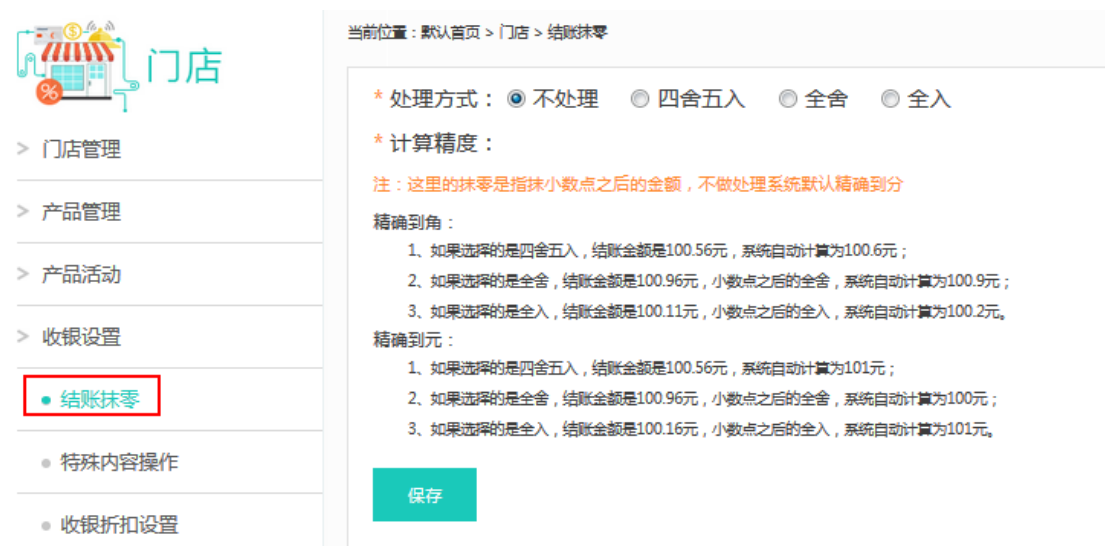 门店
当前位置：默认首页 > 门店 > 结账抹零
> 门店管理
> 产品管理
> 产品活动
> 收银设置
• 结账抹零
• 特殊内容操作
• 收银折扣设置
* 处理方式： 不处理 四舍五入 全舍 全入
* 计算精度：
注：这里的抹零是指抹小数点之后的金额，不做处理系统默认精确到分
精确到角：
1、如果选择的是四舍五入，结账金额是100.56元，系统自动计算为100.6元；
2、如果选择的是全舍，结账金额是100.96元，小数点之后的全舍，系统自动计算为100.9元；
3、如果选择的是全入，结账金额是100.11元，小数点之后的全入，系统自动计算为100.2元。
精确到元：
1、如果选择的是四舍五入，结账金额是100.56元，系统自动计算为101元；
2、如果选择的是全舍，结账金额是100.96元，小数点之后的全舍，系统自动计算为100元；
3、如果选择的是全入，结账金额是100.16元，小数点之后的全入，系统自动计算为101元。
保存